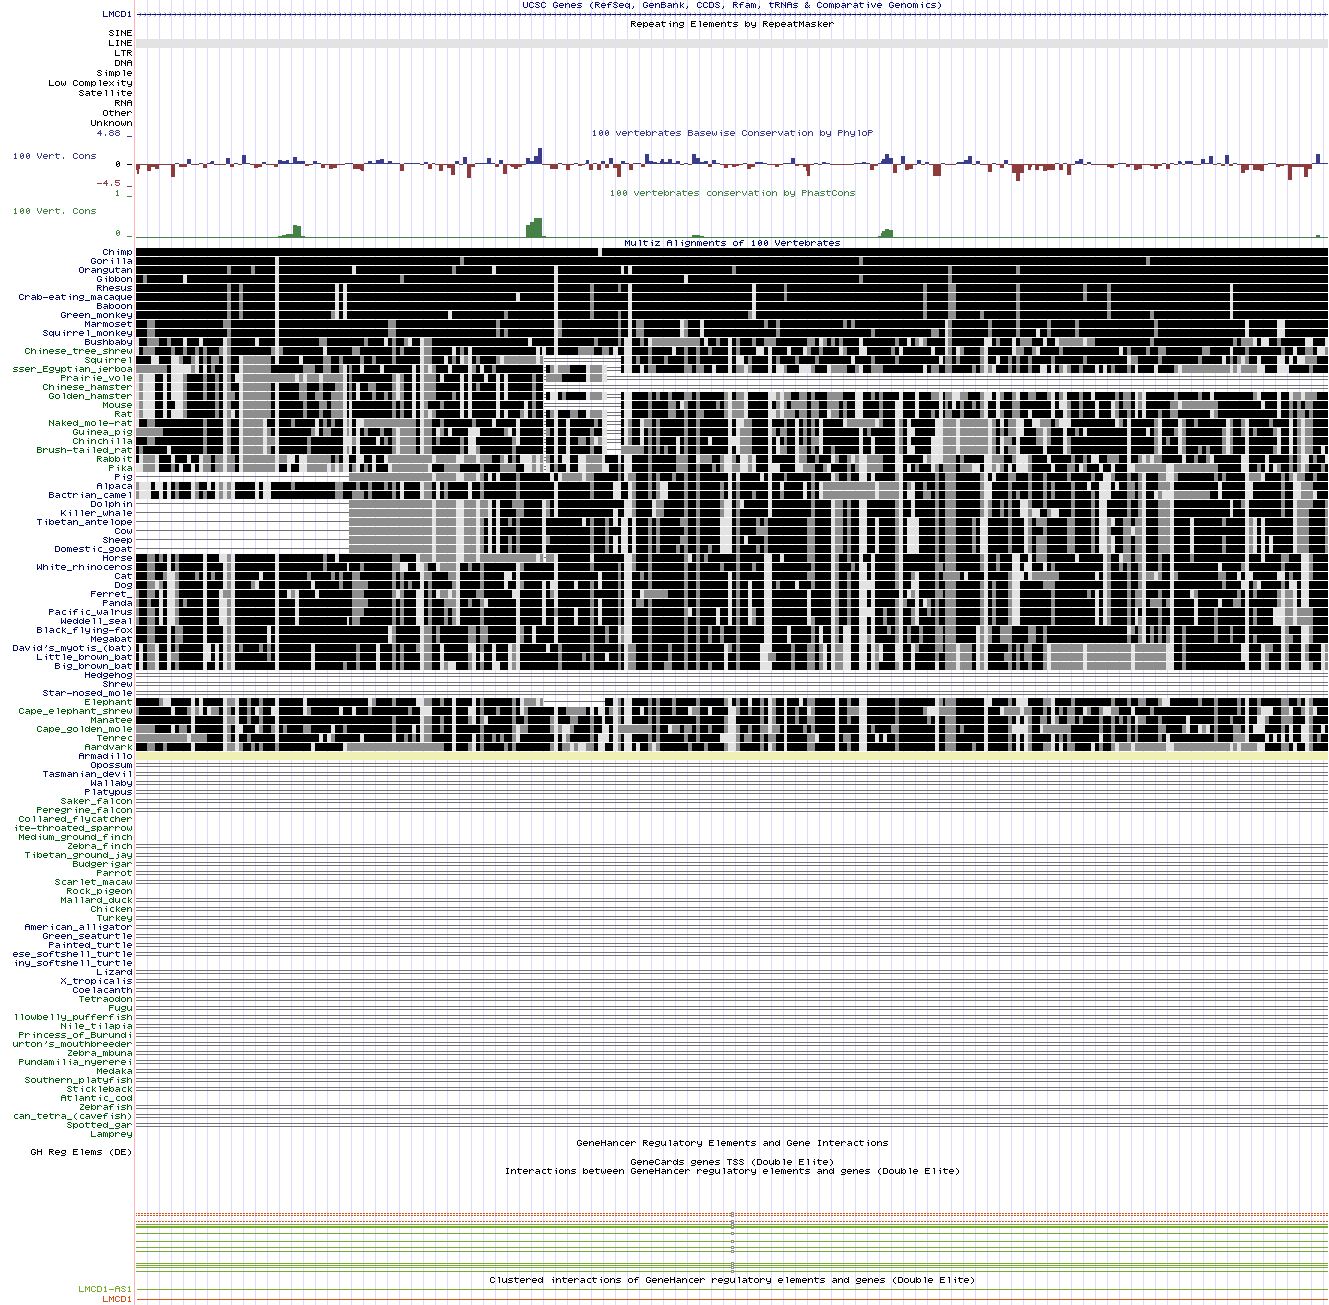 UCSC Genes (RefSeq, GenBank, CCDS, Rfam, tRNAs & Comparative Genomics)
LMCD1
Repeating Elements by RepeatMasker
SINE
LINE
LTR
DNA
Simple
Low Complexity
Satellite
RNA
Other
Unknown
4.88 _
100 vertebrates Basewise Conservation by PhyloP
100 Vert. Cons
0 _
-4.5 _
1 _
100 vertebrates conservation by PhastCons
100 Vert. Cons
0 _
Multiz Alignments of 100 Vertebrates
Chimp
Gorilla
Orangutan
Gibbon
Rhesus
Crab-eating_macaque
Baboon
Green_monkey
Marmoset
Squirrel_monkey
Bushbaby
Chinese_tree_shrew
Squirrel
sser_Egyptian_jerboa
Prairie_vole
Chinese_hamster
Golden_hamster
Mouse
Rat
Naked_mole-rat
Guinea_pig
Chinchilla
Brush-tailed_rat
Rabbit
Pika
Pig
Alpaca
Bactrian_camel
Dolphin
Killer_whale
Tibetan_antelope
Cow
Sheep
Domestic_goat
Horse
White_rhinoceros
Cat
Dog
Ferret_
Panda
Pacific_walrus
Weddell_seal
Black_flying-fox
Megabat
David's_myotis_(bat)
Little_brown_bat
Big_brown_bat
Hedgehog
Shrew
Star-nosed_mole
Elephant
Cape_elephant_shrew
Manatee
Cape_golden_mole
Tenrec
Aardvark
Armadillo
Opossum
Tasmanian_devil
Wallaby
Platypus
Saker_falcon
Peregrine_falcon
Collared_flycatcher
ite-throated_sparrow
Medium_ground_finch
Zebra_finch
Tibetan_ground_jay
Budgerigar
Parrot
Scarlet_macaw
Rock_pigeon
Mallard_duck
Chicken
Turkey
American_alligator
Green_seaturtle
Painted_turtle
ese_softshell_turtle
iny_softshell_turtle
Lizard
X_tropicalis
Coelacanth
Tetraodon
Fugu
llowbelly_pufferfish
Nile_tilapia
Princess_of_Burundi
urton's_mouthbreeder
Zebra_mbuna
Pundamilia_nyererei
Medaka
Southern_platyfish
Stickleback
Atlantic_cod
Zebrafish
can_tetra_(cavefish)
Spotted_gar
Lamprey
GeneHancer Regulatory Elements and Gene Interactions
GH Reg Elems (DE)
GeneCards genes TSS (Double Elite)
Interactions between GeneHancer regulatory elements and genes (Double Elite)
Clustered interactions of GeneHancer regulatory elements and genes (Double Elite)
LMCD1-AS1
LMCD1